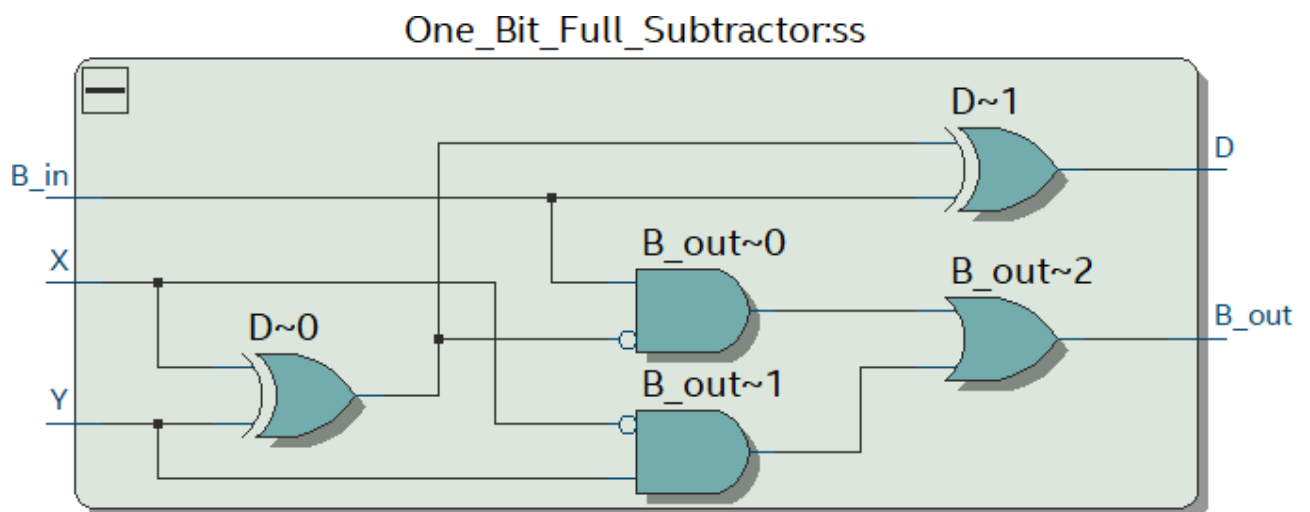 One_Bit_Full_Subtractor:ss
D~1
D
B_in
B_out~0
X
B_out~2
B_out
D~0
B_out~1
Y